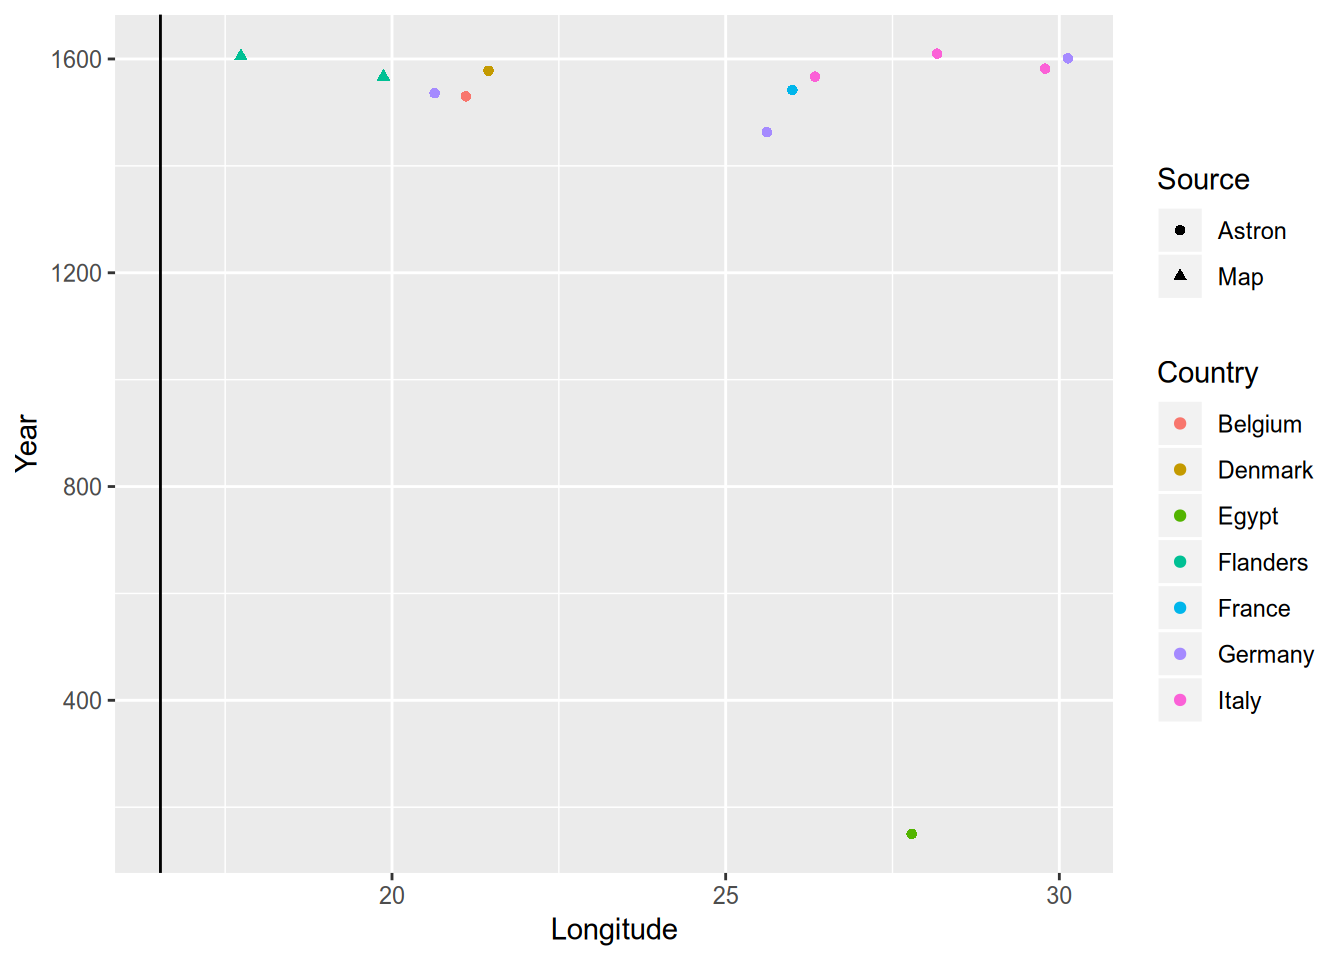 1600
1200
800
400
Year
20
25
30
Longitude
Source
Astron
Map
Country
Belgium
Denmark
Egypt
Flanders
France
Germany
Italy